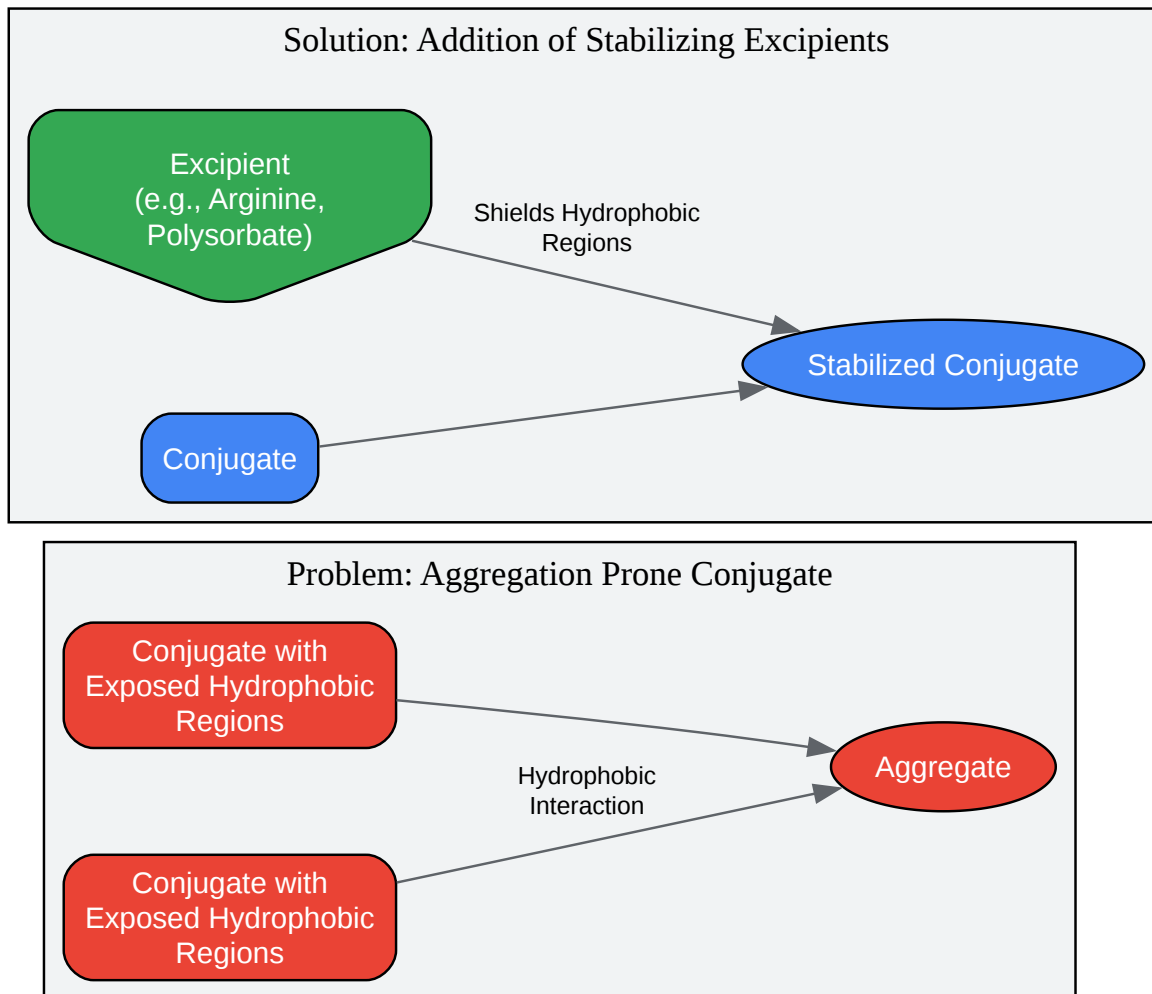 Solution: Addition of Stabilizing Excipients
Excipient
(e.g., Arginine,
Polysorbate)
Shields Hydrophobic
Regions
Stabilized Conjugate
Conjugate
Problem: Aggregation Prone Conjugate
Conjugate with
Exposed Hydrophobic
Regions
Aggregate
Hydrophobic
Interaction
Conjugate with
Exposed Hydrophobic
Regions